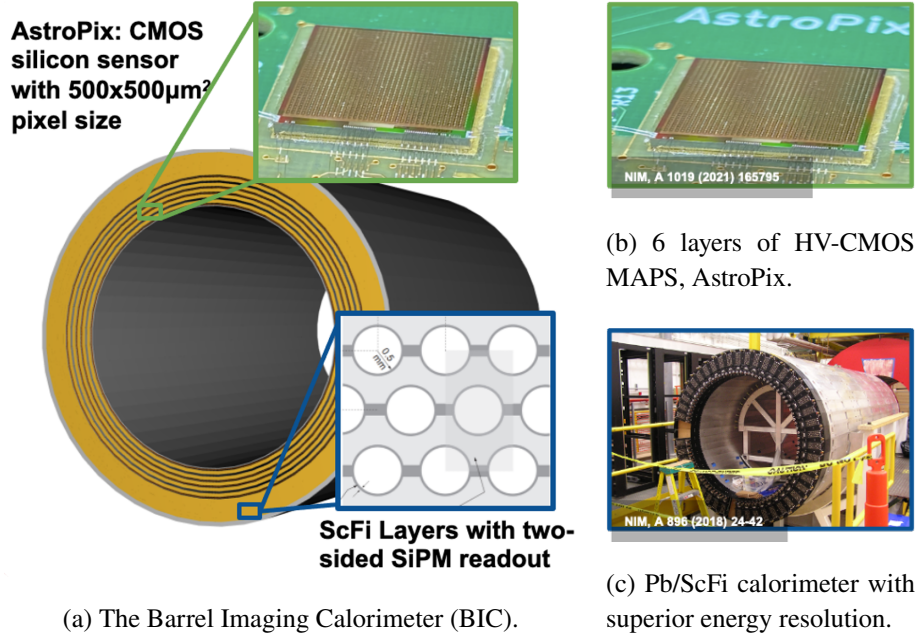 AstroPix: CMOS
silicon sensor
with 500x500μm²
pixel size
0.5
mm
ScFi Layers with two-
sided SiPM readout
(a) The Barrel Imaging Calorimeter (BIC).
AstroPix
R13
NIM, A 1019 (2021) 165795
(b) 6 layers of HV-CMOS
MAPS, AstroPix.
CAUTION
NIM, A 896 (2018) 24-42
(c) Pb/ScFi calorimeter with
superior energy resolution.